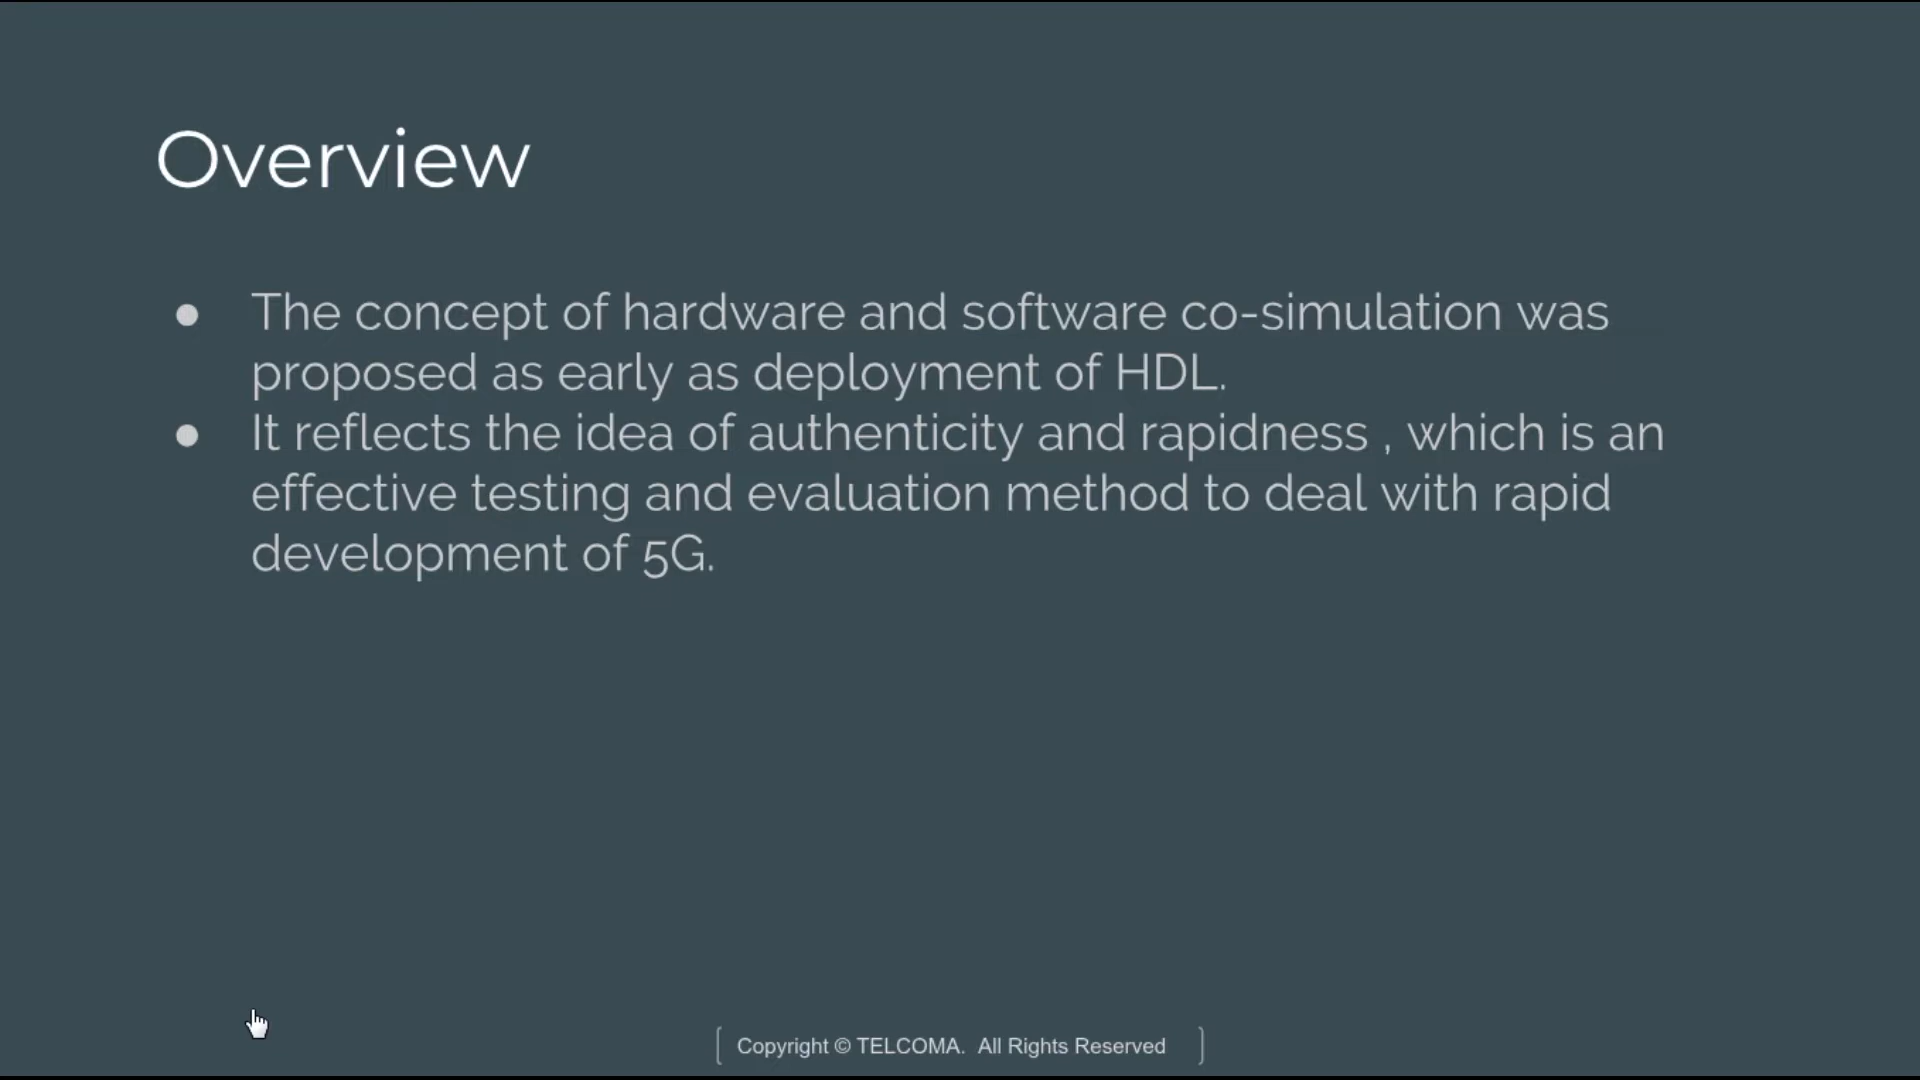 Overview
● The concept of hardware and software co-simulation was
proposed as early as deployment of HDL.
● It reflects the idea of authenticity and rapidness , which is an
effective testing and evaluation method to deal with rapid
development of 5G.
Copyright © TELCOMA. All Rights Reserved